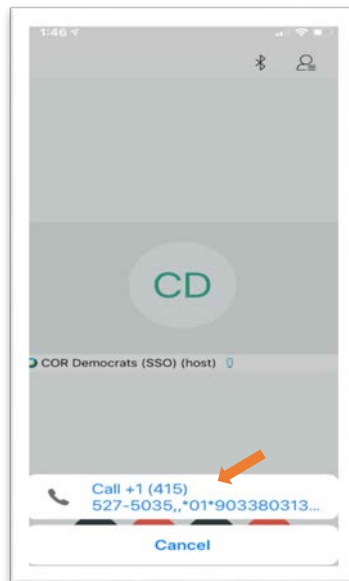 1:46
CD
COR Democrats (SSO) (host)
Call +1 (415)
527-5035,,*01*903380313...
Cancel